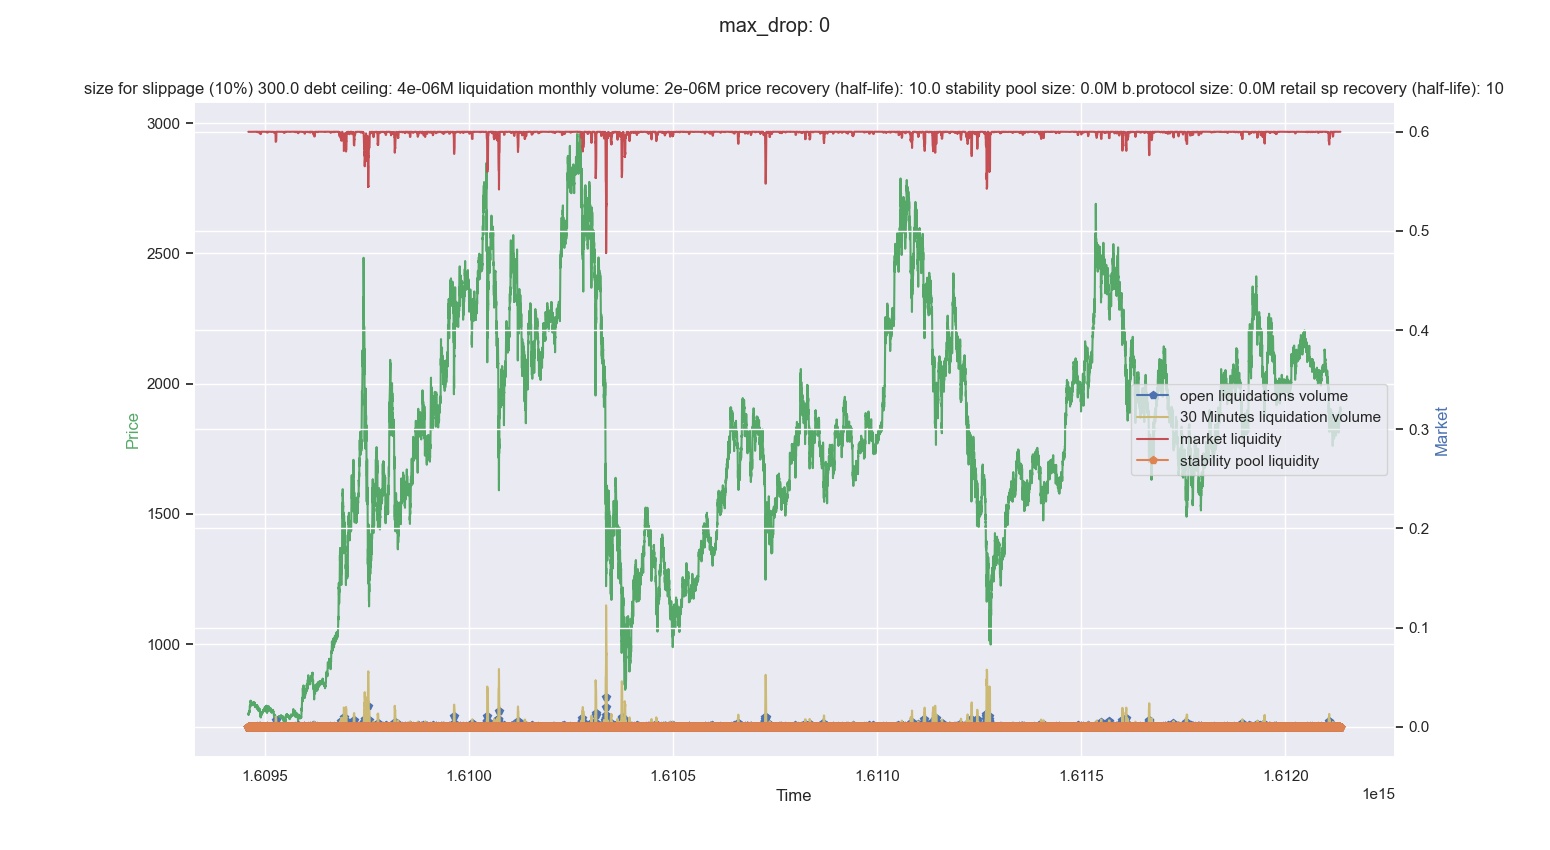 max_drop: 0
size for slippage (10%) 300.0 debt ceiling: 4e-06M liquidation monthly volume: 2e-06M price recovery (half-life): 10.0 stability pool size: 0.0M b.protocol size: 0.0M retail sp recovery (half-life): 10
3000
2500
2000
1500
1000
Price
0.6
0.5
0.4
0.3
0.2
0.1
0.0
Market
open liquidations volume
30 Minutes liquidation volume
market liquidity
stability pool liquidity
1.6095 1.6100 1.6105 1.6110 1.6115 1.6120
1e15
Time